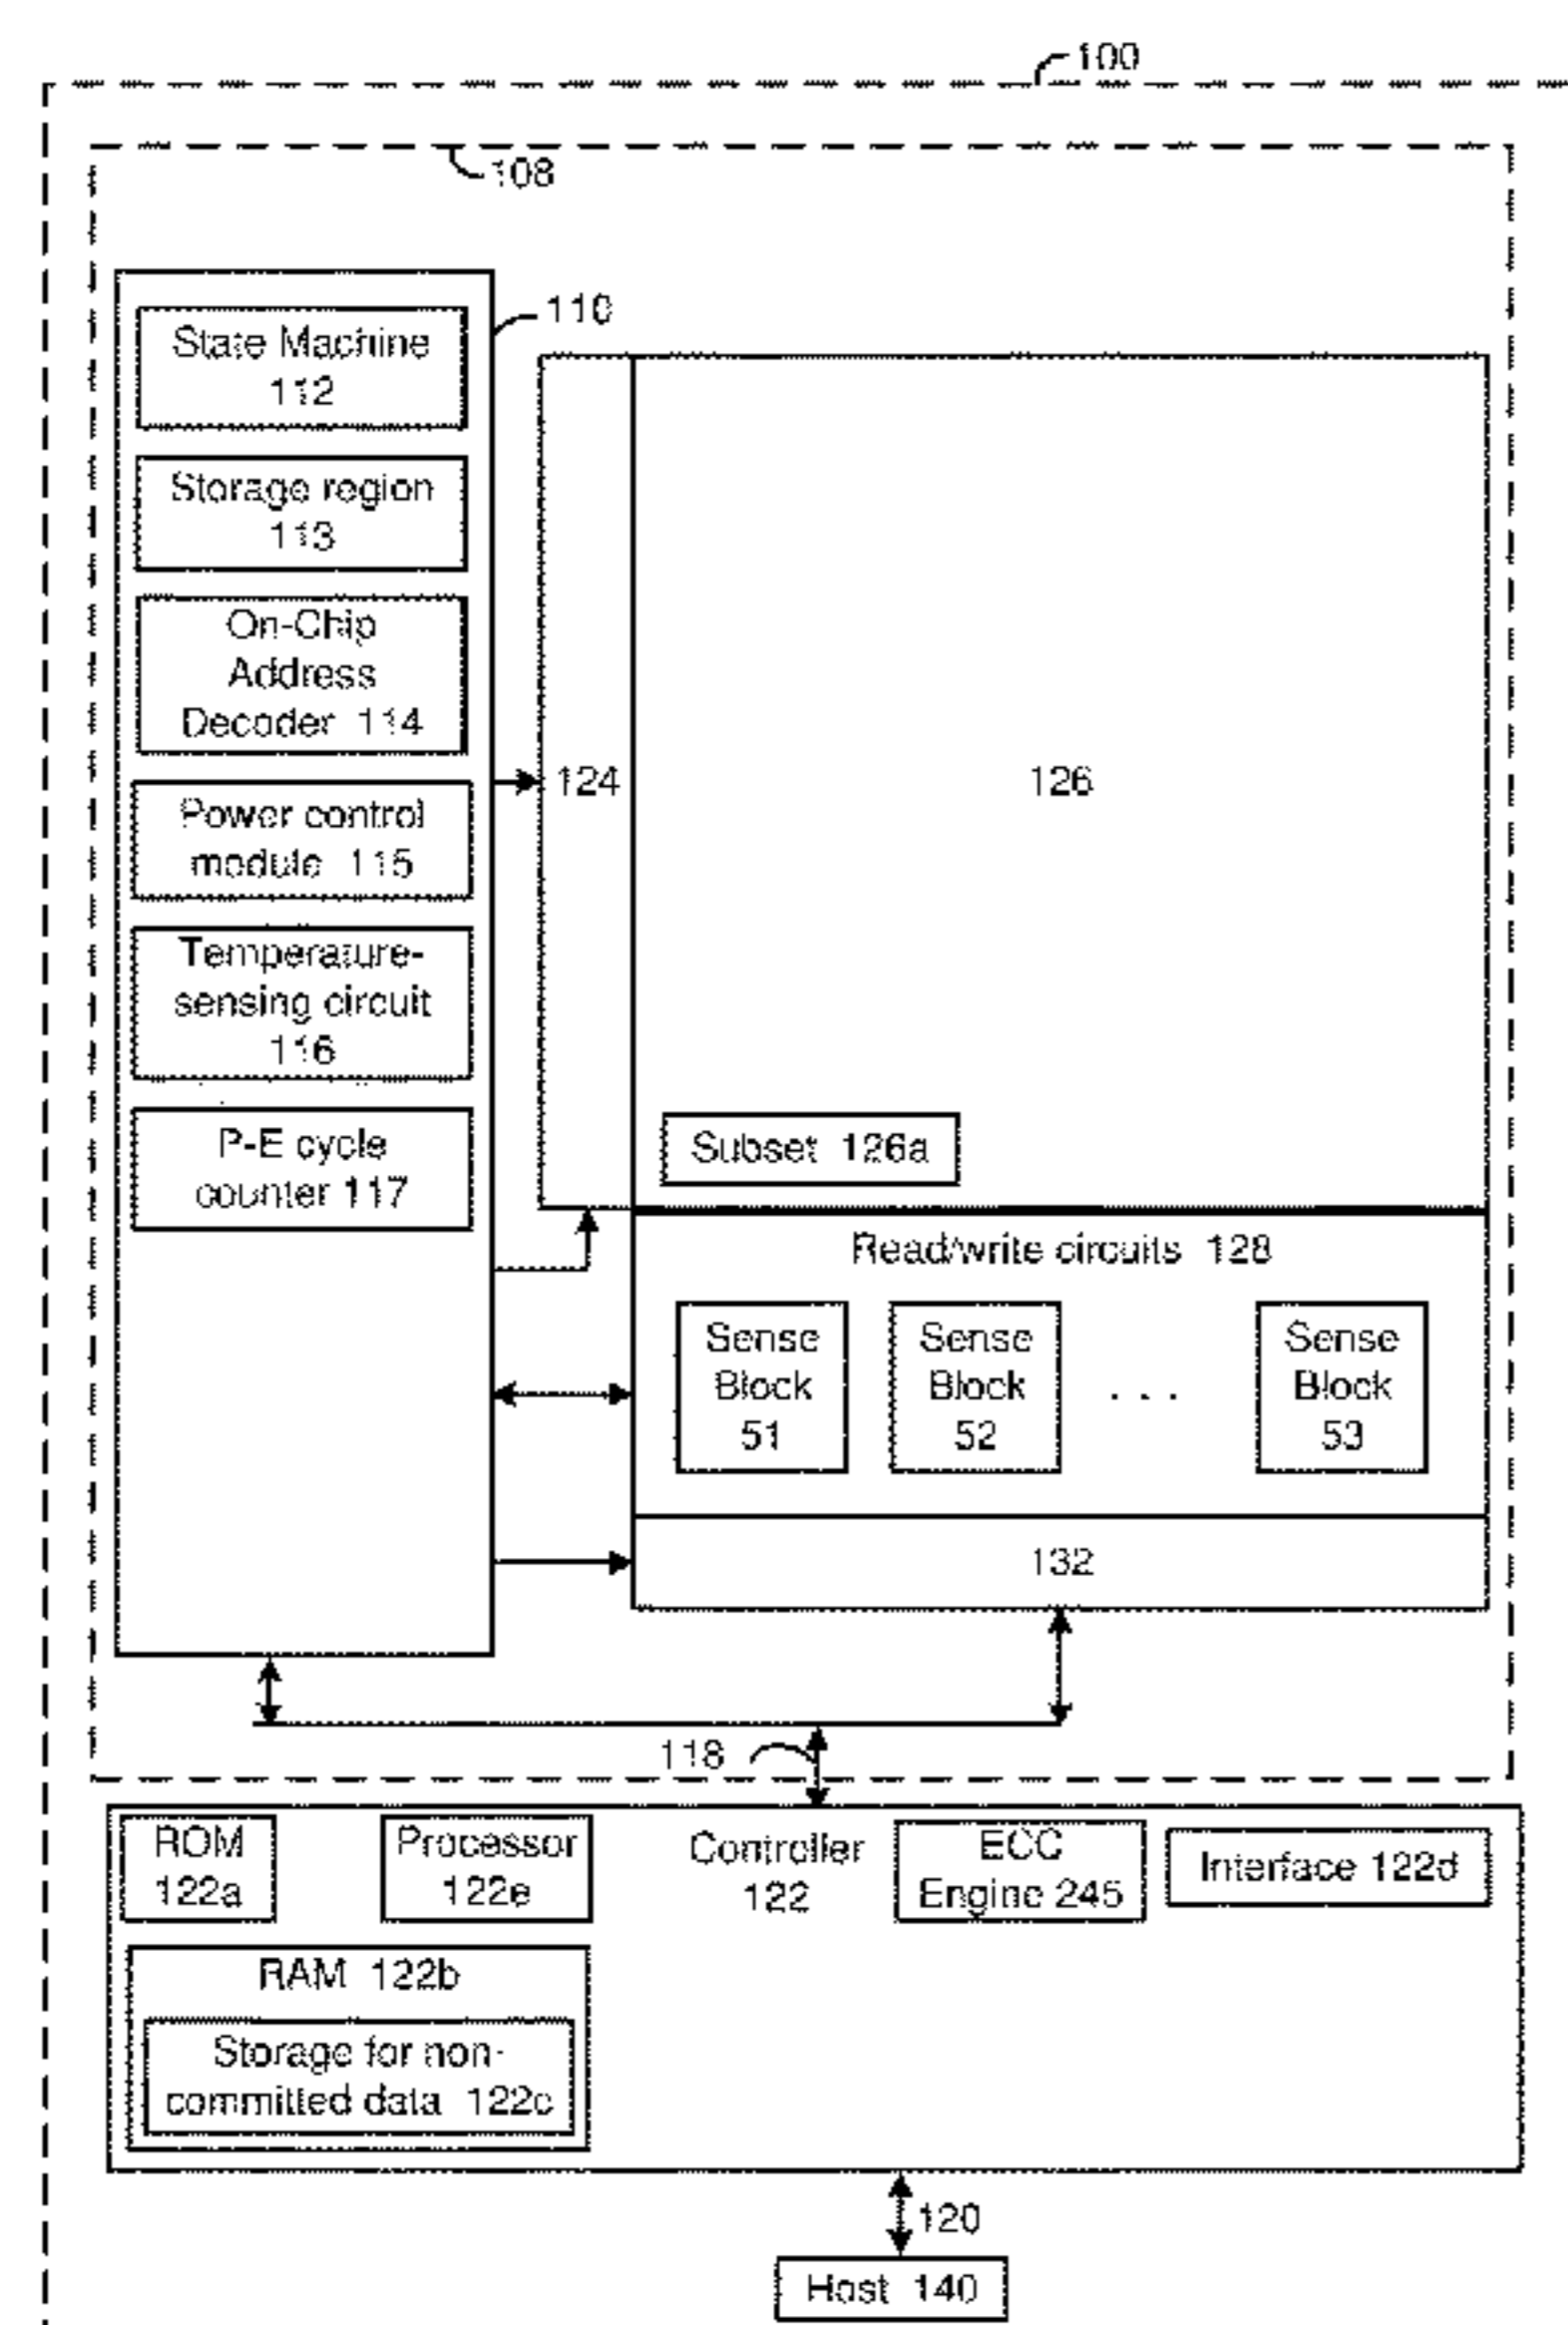 100
108
110
State Machine
112
Storage region
113
On-Chip
Address
Decoder 114
Power control
module 115
Temperature-
sensing circuit
116
P-E cycle
counter 117
124
126
Subset 126a
Read/write circuits 128
Sense
Block
51
Sense
Block
52
. . .
Sense
Block
53
132
118
ROM
122a
Processor
122e
Controller
122
ECC
Engine 245
Interface 122d
RAM 122b
Storage for non-
committed data 122c
120
Host 140